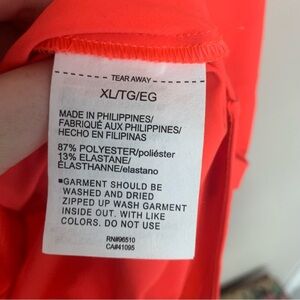 TEAR AWAY
XL/TG/EG
MADE IN PHILIPPINES/
FABRIQUÉ AUX PHILIPPINES/
HECHO EN FILIPINAS
87% POLYESTER/poliéster
13% ELASTANE/
ÉLASTHANNE/elastano
▪GARMENT SHOULD BE
WASHED AND DRIED
ZIPPED UP WASH GARMENT
INSIDE OUT. WITH LIKE
COLORS. DO NOT USE
RN#96510
CA#41095